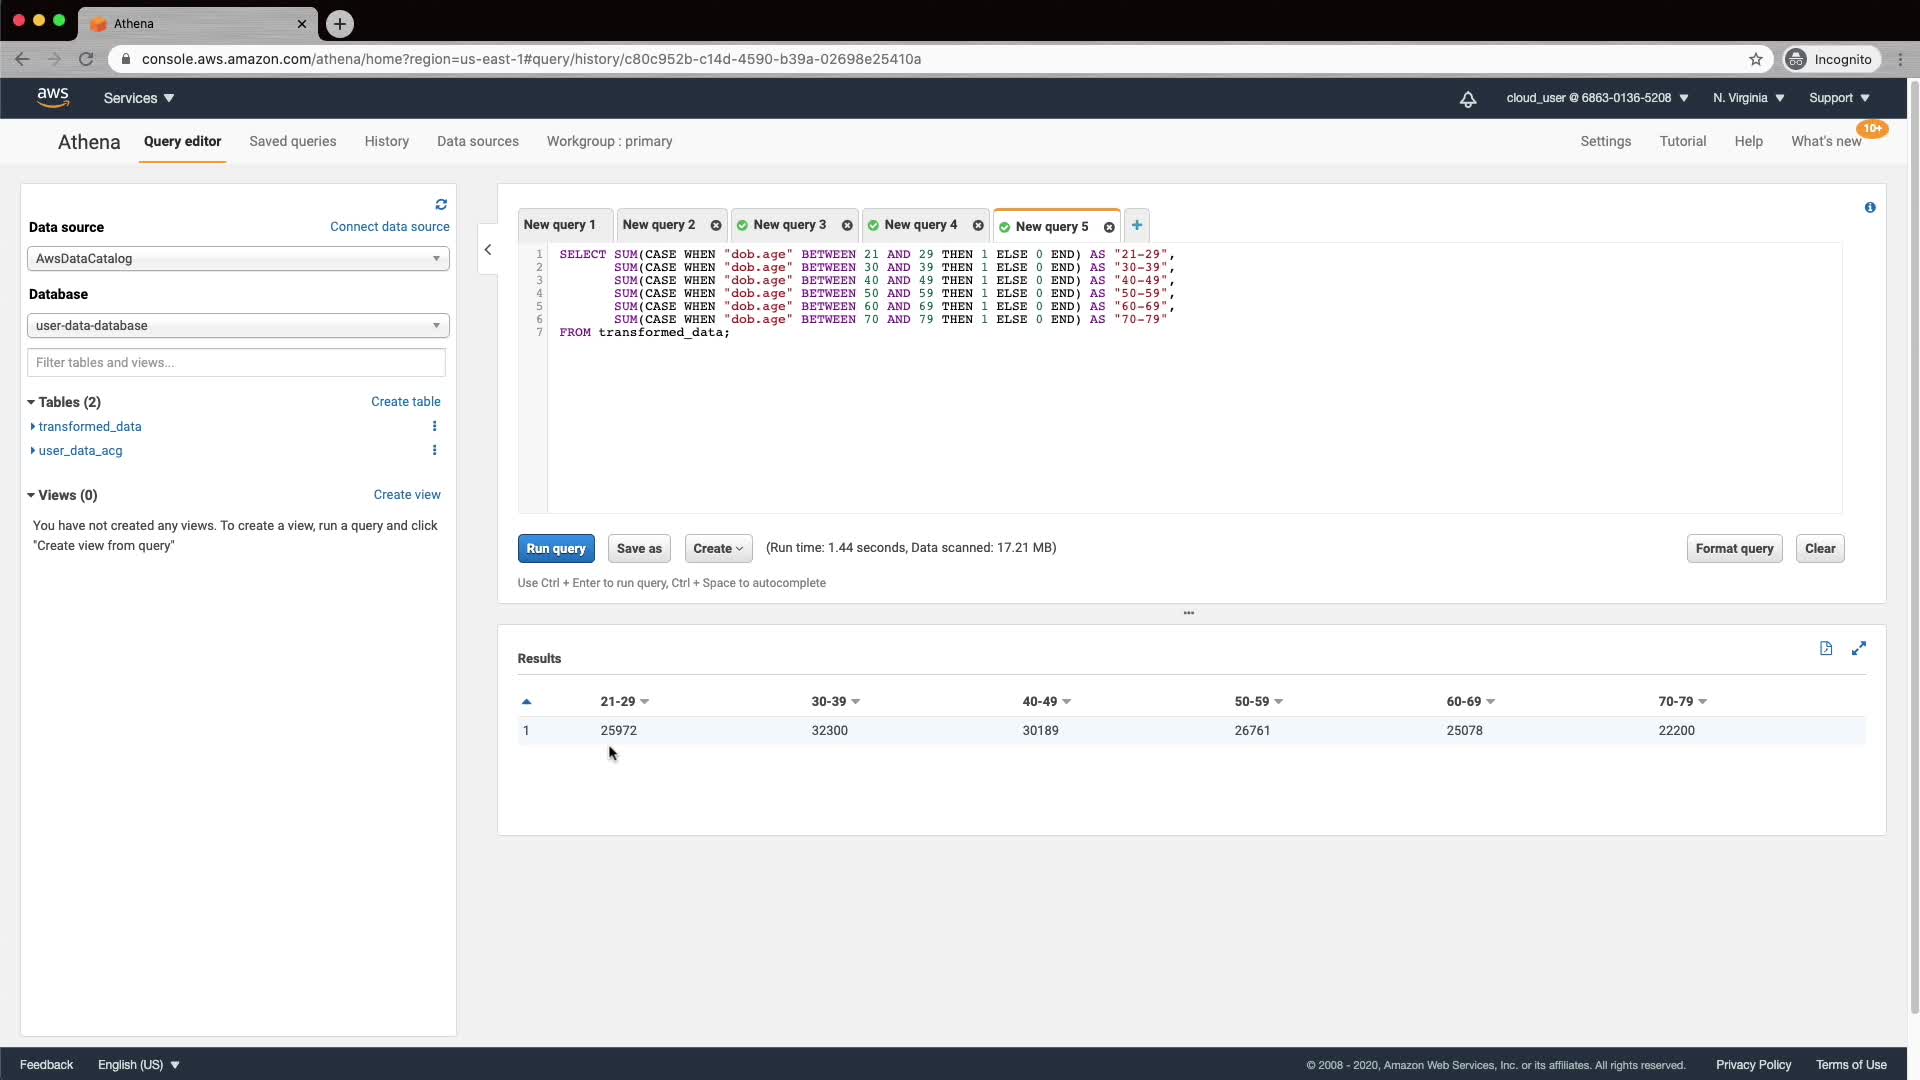 Athena
console.aws.amazon.com/athena/home?region=us-east-1#query/history/c80c952b-c14d-4590-b39a-02698e25410a
Incognito
aws
Services
cloud_user @ 6863-0136-5208
N. Virginia
Support
Athena
Query editor
Saved queries
History
Data sources
Workgroup : primary
Settings
Tutorial
Help
What's new
10+
Data source
Connect data source
AwsDataCatalog
Database
user-data-database
Filter tables and views...
Tables (2)
Create table
transformed_data
user_data_acg
Views (0)
Create view
You have not created any views. To create a view, run a query and click
"Create view from query"
New query 1
New query 2
New query 3
New query 4
New query 5
1 SELECT SUM(CASE WHEN "dob.age" BETWEEN 21 AND 29 THEN 1 ELSE 0 END) AS "21-29",
2 SUM(CASE WHEN "dob.age" BETWEEN 30 AND 39 THEN 1 ELSE 0 END) AS "30-39",
3 SUM(CASE WHEN "dob.age" BETWEEN 40 AND 49 THEN 1 ELSE 0 END) AS "40-49",
4 SUM(CASE WHEN "dob.age" BETWEEN 50 AND 59 THEN 1 ELSE 0 END) AS "50-59",
5 SUM(CASE WHEN "dob.age" BETWEEN 60 AND 69 THEN 1 ELSE 0 END) AS "60-69",
6 SUM(CASE WHEN "dob.age" BETWEEN 70 AND 79 THEN 1 ELSE 0 END) AS "70-79"
7 FROM transformed_data;
Run query
Save as
Create
(Run time: 1.44 seconds, Data scanned: 17.21 MB)
Format query
Clear
Use Ctrl + Enter to run query, Ctrl + Space to autocomplete
Results
21-29 30-39 40-49 50-59 60-69 70-79
1 25972 32300 30189 26761 25078 22200
Feedback
English (US)
© 2008 - 2020, Amazon Web Services, Inc. or its affiliates. All rights reserved.
Privacy Policy
Terms of Use